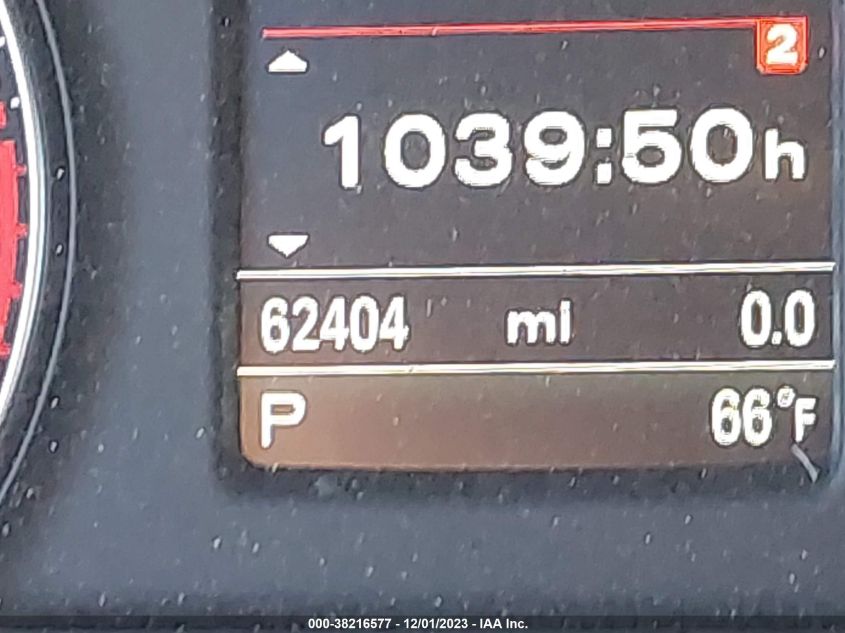 2
1039:50h
62404 mi 0.0
P 66°F
000-38216577 - 12/01/2023 - IAA Inc.